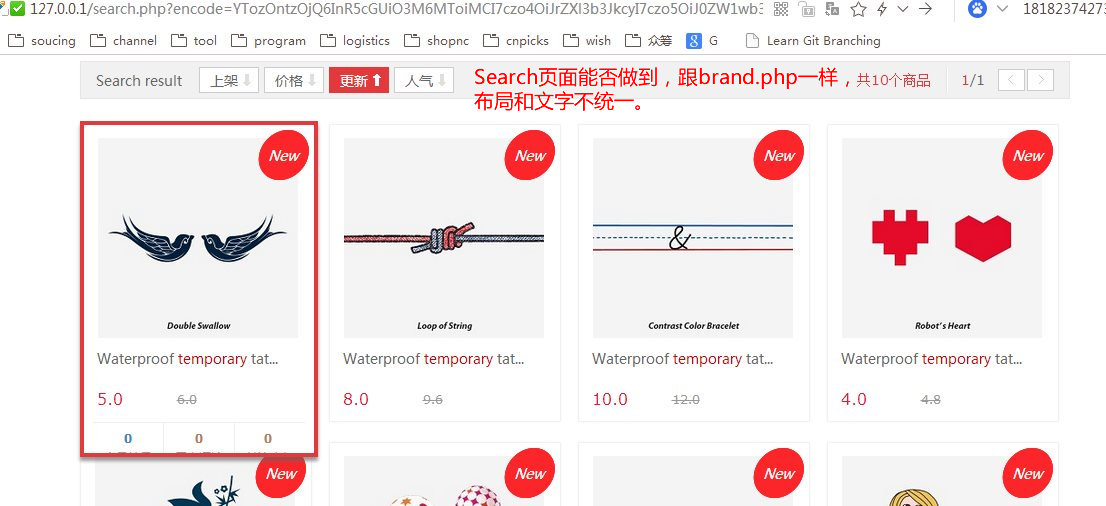 127.0.0.1/search.php?encode=YTozOntzOjQ6InR5cGUiO3M6MToiMCI7czo4OiJrZXl3b3JkcyI7czo5OiJ0ZW1wb3 18182374273
soucing channel tool program logistics shopnc cnpicks wish 众筹 G Learn Git Branching
Search result 上架 价格 更新 人气 Search页面能否做到，跟brand.php一样， 共10个商品 1/1
布局和文字不统一。
New New New New
Double Swallow Loop of String Contrast Color Bracelet Robot's Heart
Waterproof temporary tat... Waterproof temporary tat... Waterproof temporary tat... Waterproof temporary tat...
5.0 6.0 8.0 9.6 10.0 12.0 4.0 4.8
0 0 0
New New New New